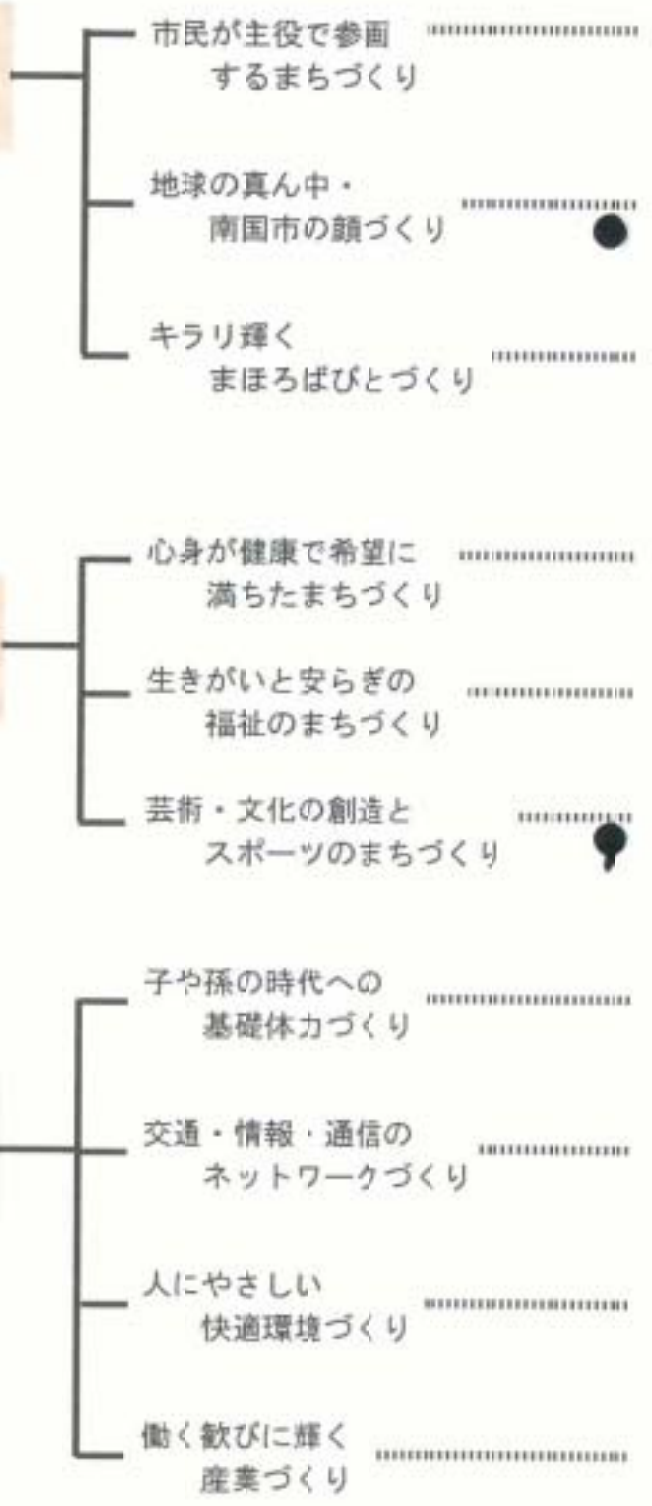 市民が主役で参画
するまちづくり
地球の真ん中・
南国市の顔づくり
キラリ輝く
まほろばびとづくり
心身が健康で希望に
満ちたまちづくり
生きがいと安らぎの
福祉のまちづくり
芸術・文化の創造と
スポーツのまちづくり
子や孫の時代への
基礎体力づくり
交通・情報・通信の
ネットワークづくり
人にやさしい
快適環境づくり
働く歓びに輝く
産業づくり